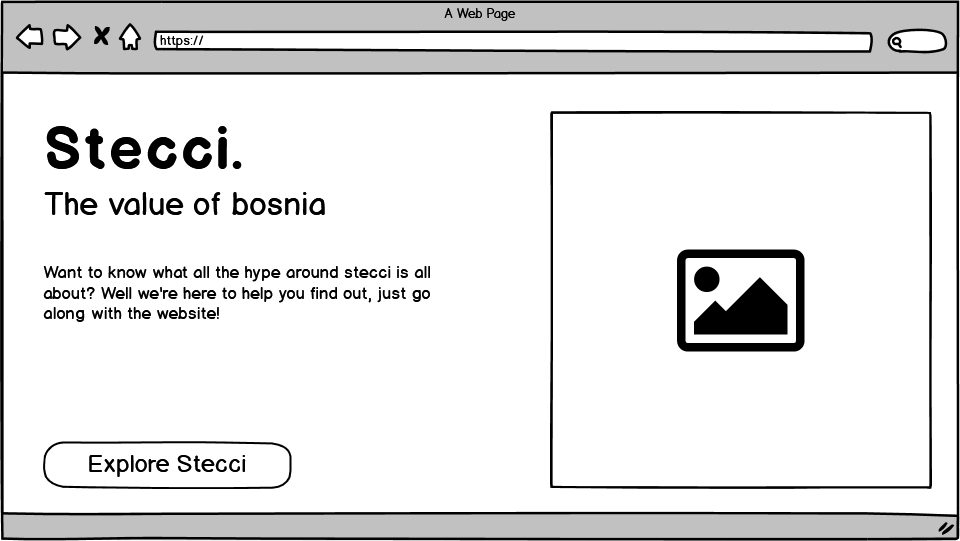 A Web Page
https://
Stecci.
The value of bosnia
Want to know what all the hype around stecci is all
about? Well we're here to help you find out, just go
along with the website!
Explore Stecci